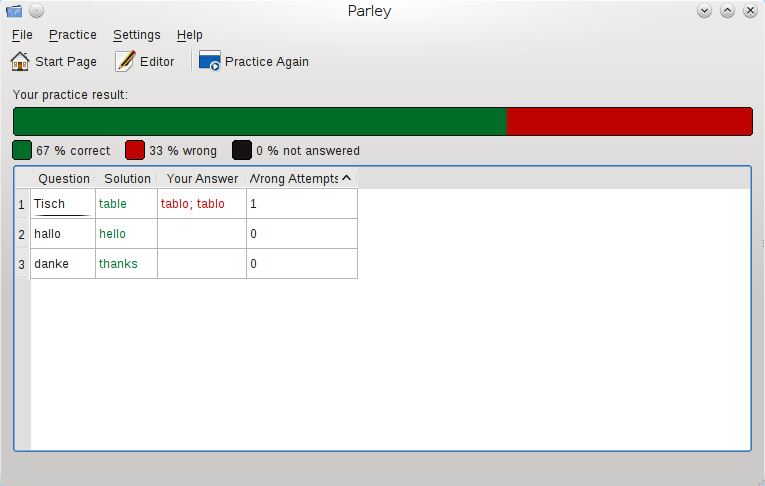 Parley
File Practice Settings Help
Start Page Editor Practice Again
Your practice result:
67 % correct 33 % wrong 0 % not answered
Question Solution Your Answer Wrong Attempts
1 Tisch table tablo; tablo 1
2 hallo hello 0
3 danke thanks 0